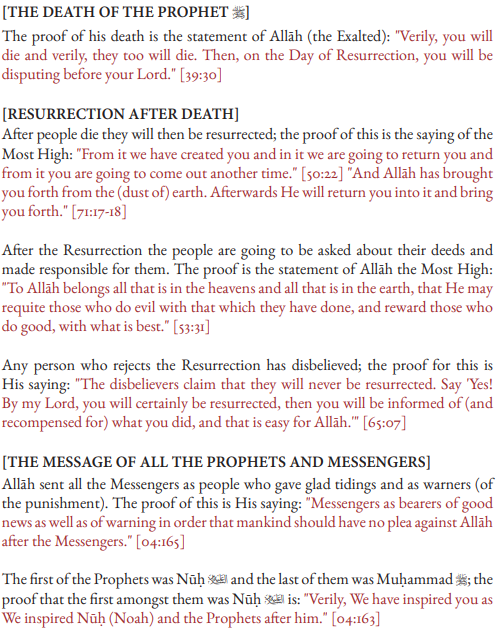 [THE DEATH OF THE PROPHET ﷺ]
The proof of his death is the statement of Allāh (the Exalted): "Verily, you will
die and verily, they too will die. Then, on the Day of Resurrection, you will be
disputing before your Lord." [39:30]
[RESURRECTION AFTER DEATH]
After people die they will then be resurrected; the proof of this is the saying of the
Most High: "From it we have created you and in it we are going to return you and
from it you are going to come out another time." [50:22] "And Allāh has brought
you forth from the (dust of) earth. Afterwards He will return you into it and bring
you forth." [71:17-18]
After the Resurrection the people are going to be asked about their deeds and
made responsible for them. The proof is the statement of Allāh the Most High:
"To Allāh belongs all that is in the heavens and all that is in the earth, that He may
requite those who do evil with that which they have done, and reward those who
do good, with what is best." [53:31]
Any person who rejects the Resurrection has disbelieved; the proof for this is
His saying: "The disbelievers claim that they will never be resurrected. Say 'Yes!
By my Lord, you will certainly be resurrected, then you will be informed of (and
recompensed for) what you did, and that is easy for Allāh.'" [65:07]
[THE MESSAGE OF ALL THE PROPHETS AND MESSENGERS]
Allāh sent all the Messengers as people who gave glad tidings and as warners (of
the punishment). The proof of this is His saying: "Messengers as bearers of good
news as well as of warning in order that mankind should have no plea against Allāh
after the Messengers." [04:165]
The first of the Prophets was Nūḥ and the last of them was Muḥammad ﷺ; the
proof that the first amongst them was Nūḥ is: "Verily, We have inspired you as
We inspired Nūḥ (Noah) and the Prophets after him." [04:163]